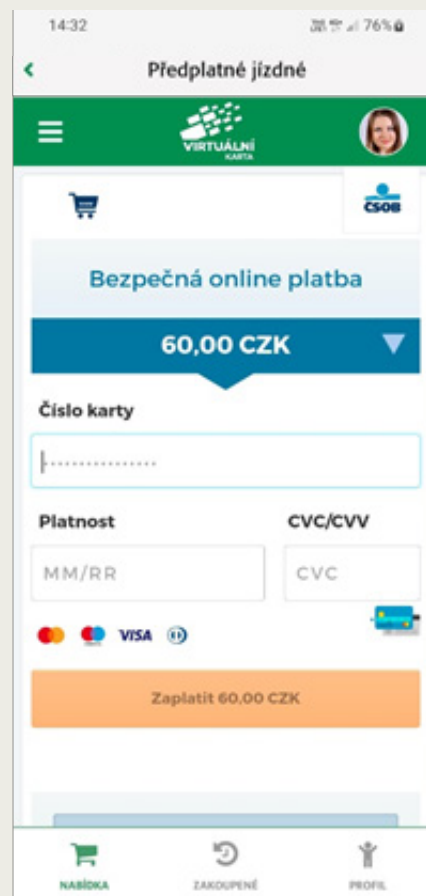 14:32 76%
Předplatné jízdné
VIRTUÁLNÍ
KARTA
ČSOB
Bezpečná online platba
60,00 CZK
Číslo karty
Platnost CVC/CVV
MM/RR CVC
VISA
Zaplatit 60,00 CZK
NABÍDKA ZAKOUPENÉ PROFIL